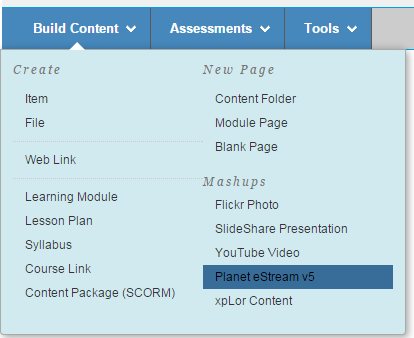 Build Content
Assessments
Tools
Create
Item
File
Web Link
Learning Module
Lesson Plan
Syllabus
Course Link
Content Package (SCORM)
New Page
Content Folder
Module Page
Blank Page
Mashups
Flickr Photo
SlideShare Presentation
YouTube Video
Planet eStream v5
xpLor Content